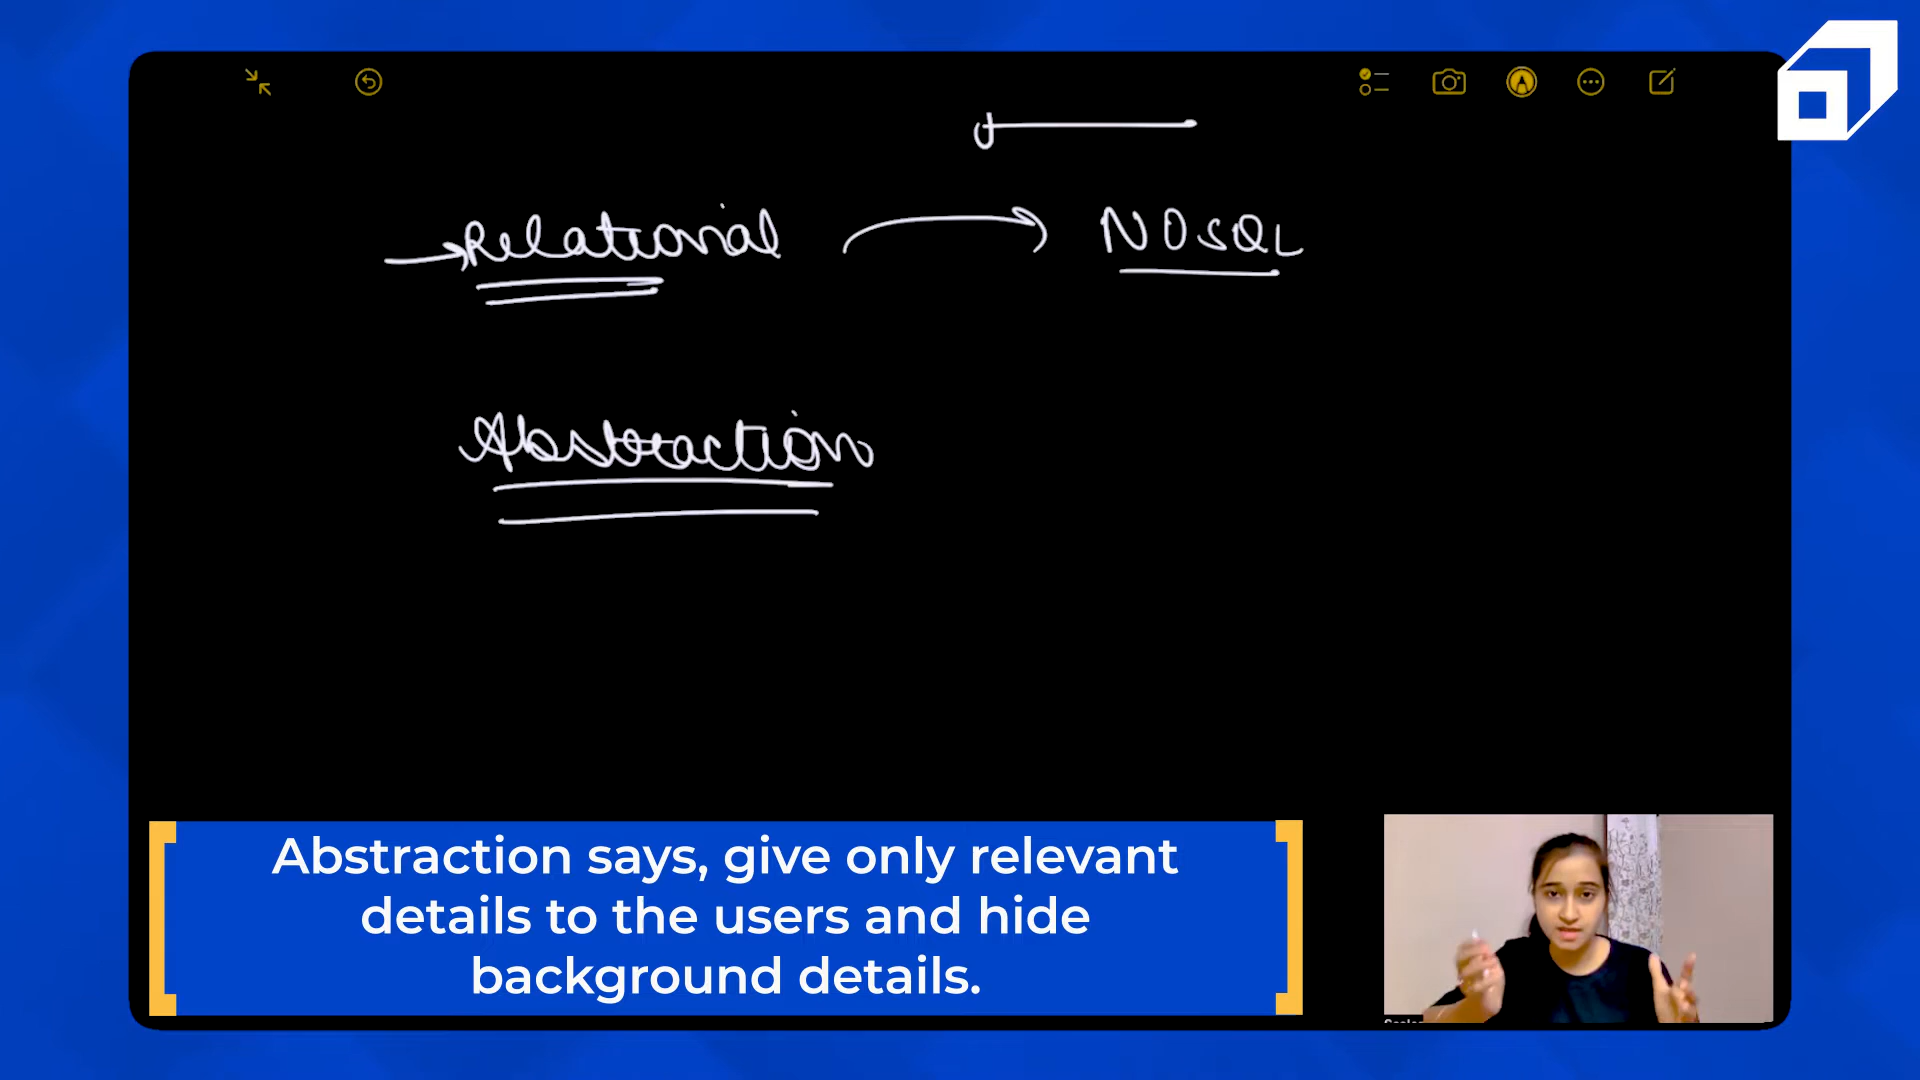 Relational NOSQL
Abstraction
Abstraction says, give only relevant
details to the users and hide
background details.